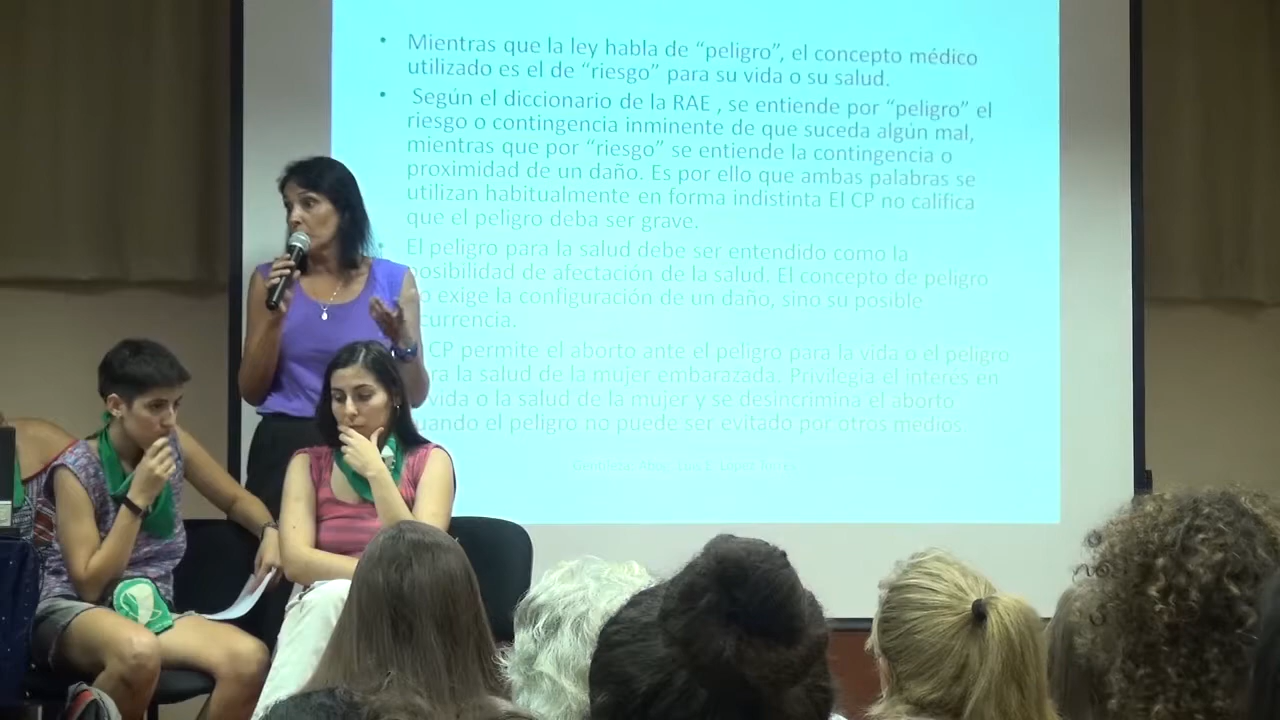 • Mientras que la ley habla de “peligro”, el concepto médico
utilizado es el de “riesgo” para su vida o su salud.
• Según el diccionario de la RAE , se entiende por “peligro” el
riesgo o contingencia inminente de que suceda algún mal,
mientras que por “riesgo” se entiende la contingencia o
proximidad de un daño. Es por ello que ambas palabras se
utilizan habitualmente en forma indistinta El CP no califica
que el peligro deba ser grave.
El peligro para la salud debe ser entendido como la
posibilidad de afectación de la salud. El concepto de peligro
exige la configuración de un daño, sino su posible
currencia.
CP permite el aborto ante el peligro para la vida o el peligro
la salud de la mujer embarazada. Privilegia el interés en
vida o la salud de la mujer y se desincrimina el aborto
uando el peligro no puede ser evitado por otros medios.